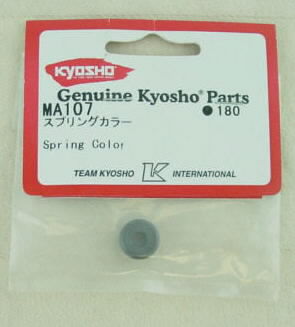 KYOSHO
Genuine Kyosho® Parts
MA107 ●180
スプリングカラー
Spring Color
TEAM KYOSHO K INTERNATIONAL